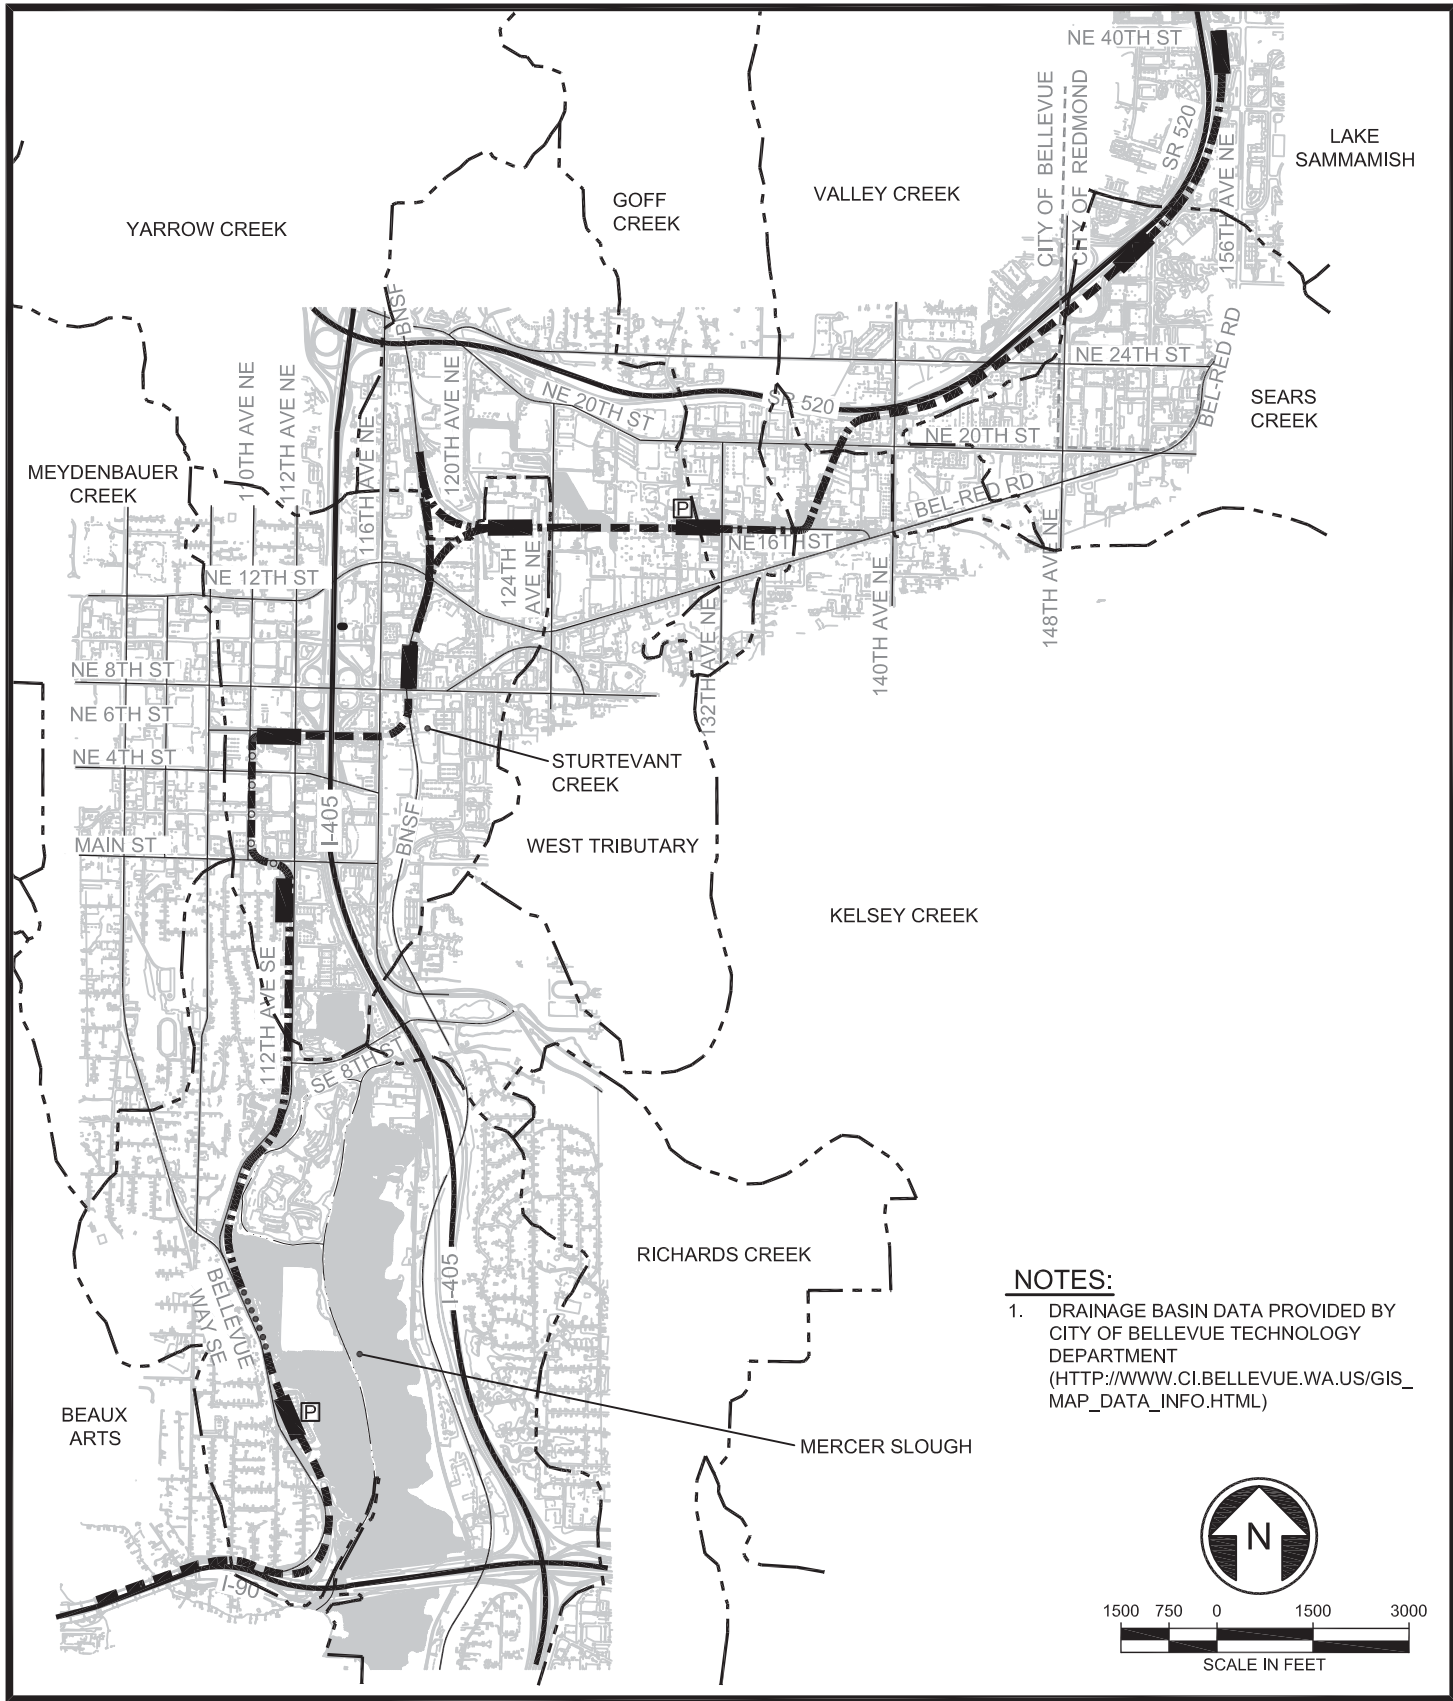 NE 40TH ST
CITY OF BELLEVUE
CITY OF REDMOND
SR 520
156TH AVE NE
LAKE
SAMMAMISH
YARROW CREEK
GOFF
CREEK
VALLEY CREEK
BNSF
110TH AVE NE
112TH AVE NE
116TH AVE NE
120TH AVE NE
NE 20TH ST
SR 520
NE 24TH ST
BEL-RED RD
SEARS
CREEK
NE 20TH ST
MEYDENBAUER
CREEK
BEL-RED RD
P
NE 16TH ST
124TH
AVE NE
NE 12TH ST
132TH AVE NE
140TH AVE NE
148TH AVE NE
NE 8TH ST
NE 6TH ST
NE 4TH ST
STURTEVANT
CREEK
I-405
BNSF
MAIN ST
WEST TRIBUTARY
KELSEY CREEK
112TH AVE SE
SE 8TH ST
RICHARDS CREEK
I-405
BELLEVUE
WAY SE
NOTES:
1. DRAINAGE BASIN DATA PROVIDED BY
CITY OF BELLEVUE TECHNOLOGY
DEPARTMENT
(HTTP://WWW.CI.BELLEVUE.WA.US/GIS_
MAP_DATA_INFO.HTML)
BEAUX
ARTS
P
MERCER SLOUGH
I-90
N
1500 750 0 1500 3000
SCALE IN FEET